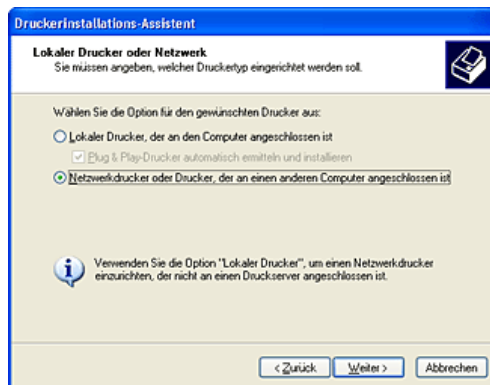 Druckerinstallations-Assistent
Lokaler Drucker oder Netzwerk
Sie müssen angeben, welcher Druckertyp eingerichtet werden soll.
Wählen Sie die Option für den gewünschten Drucker aus:
Lokaler Drucker, der an den Computer angeschlossen ist
Plug & Play-Drucker automatisch ermitteln und installieren
Netzwerkdrucker oder Drucker, der an einen anderen Computer angeschlossen ist
Verwenden Sie die Option "Lokaler Drucker", um einen Netzwerkdrucker
einzurichten, der nicht an einen Druckserver angeschlossen ist.
< Zurück Weiter > Abbrechen